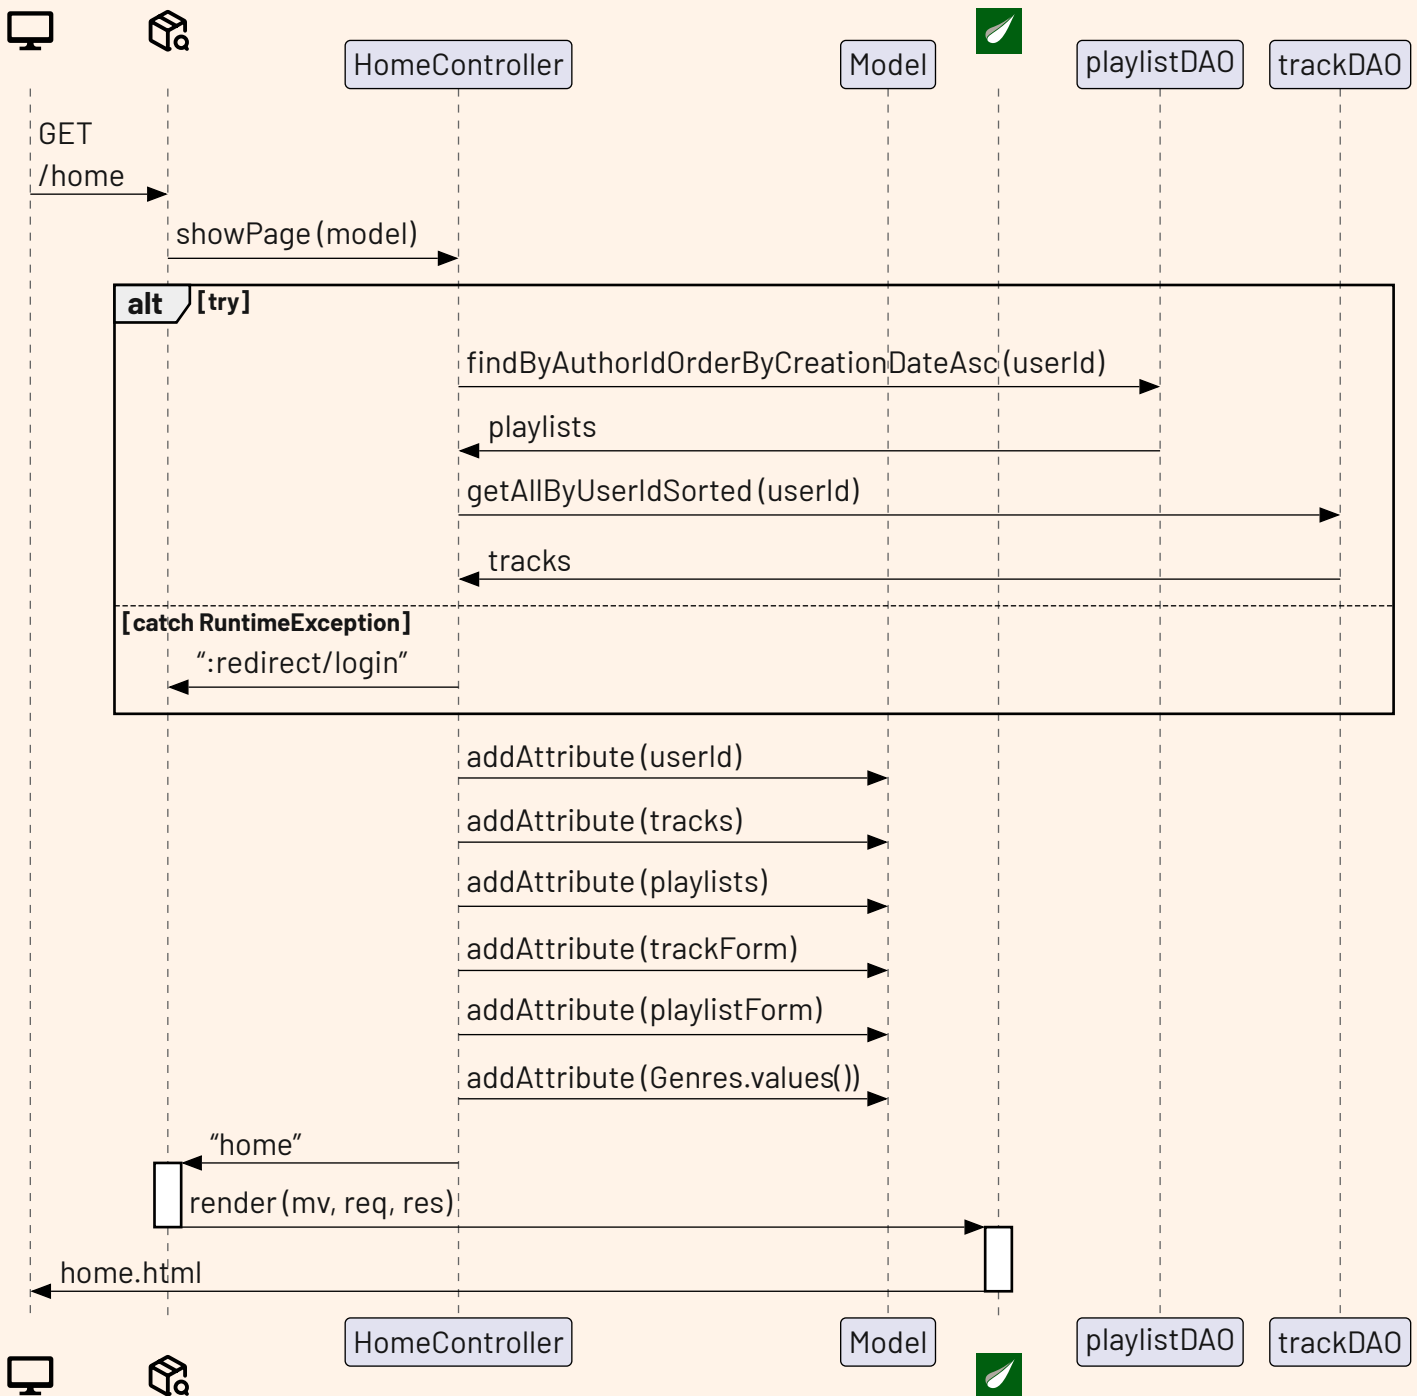 HomeController
Model
playlistDAO
trackDAO
GET
/home
showPage (model)
alt [try]
findByAuthorIdOrderByCreationDateAsc (userId)
playlists
getAllByUserIdSorted (userId)
tracks
[catch RuntimeException]
“:redirect/login”
addAttribute (userId)
addAttribute (tracks)
addAttribute (playlists)
addAttribute (trackForm)
addAttribute (playlistForm)
addAttribute (Genres.values())
“home”
render (mv, req, res)
home.html
HomeController
Model
playlistDAO
trackDAO